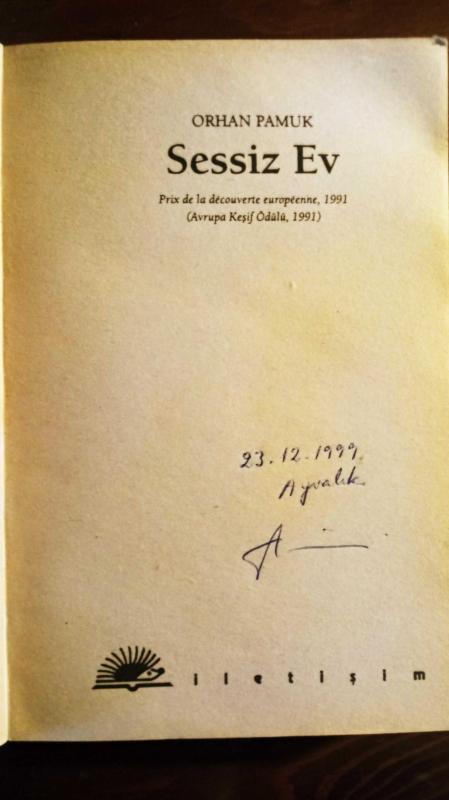 ORHAN PAMUK
Sessiz Ev
Prix de la découverte européenne, 1991
(Avrupa Keşif Ödülü, 1991)
23.12.1999
Ayvalık
iletişim